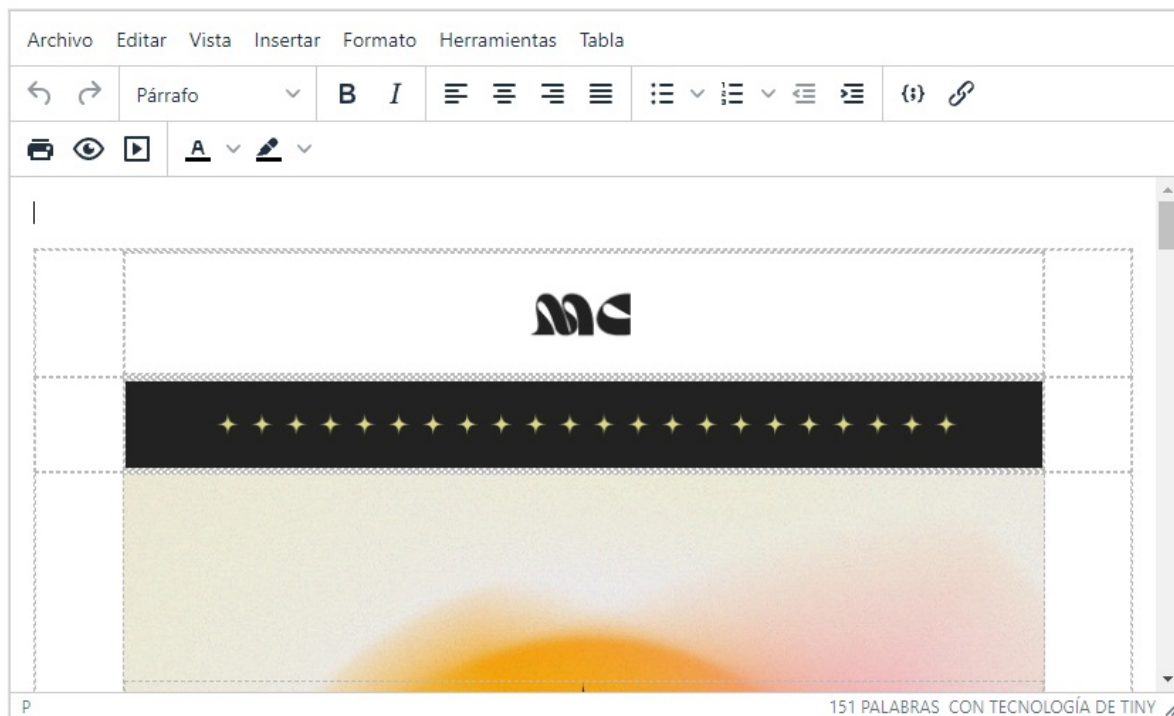 Archivo Editar Vista Insertar Formato Herramientas Tabla
Párrafo B I
A
MC
P 151 PALABRAS CON TECNOLOGÍA DE TINY